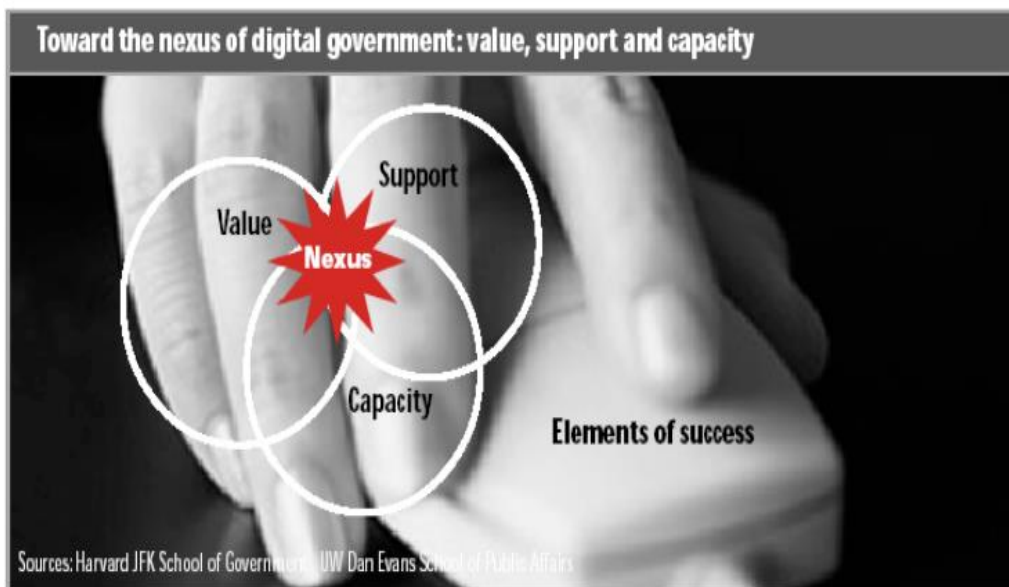 Toward the nexus of digital government: value, support and capacity
Support
Value
Nexus
Capacity
Elements of success
Sources: Harvard JFK School of Government, UW Dan Evans School of Public Affairs